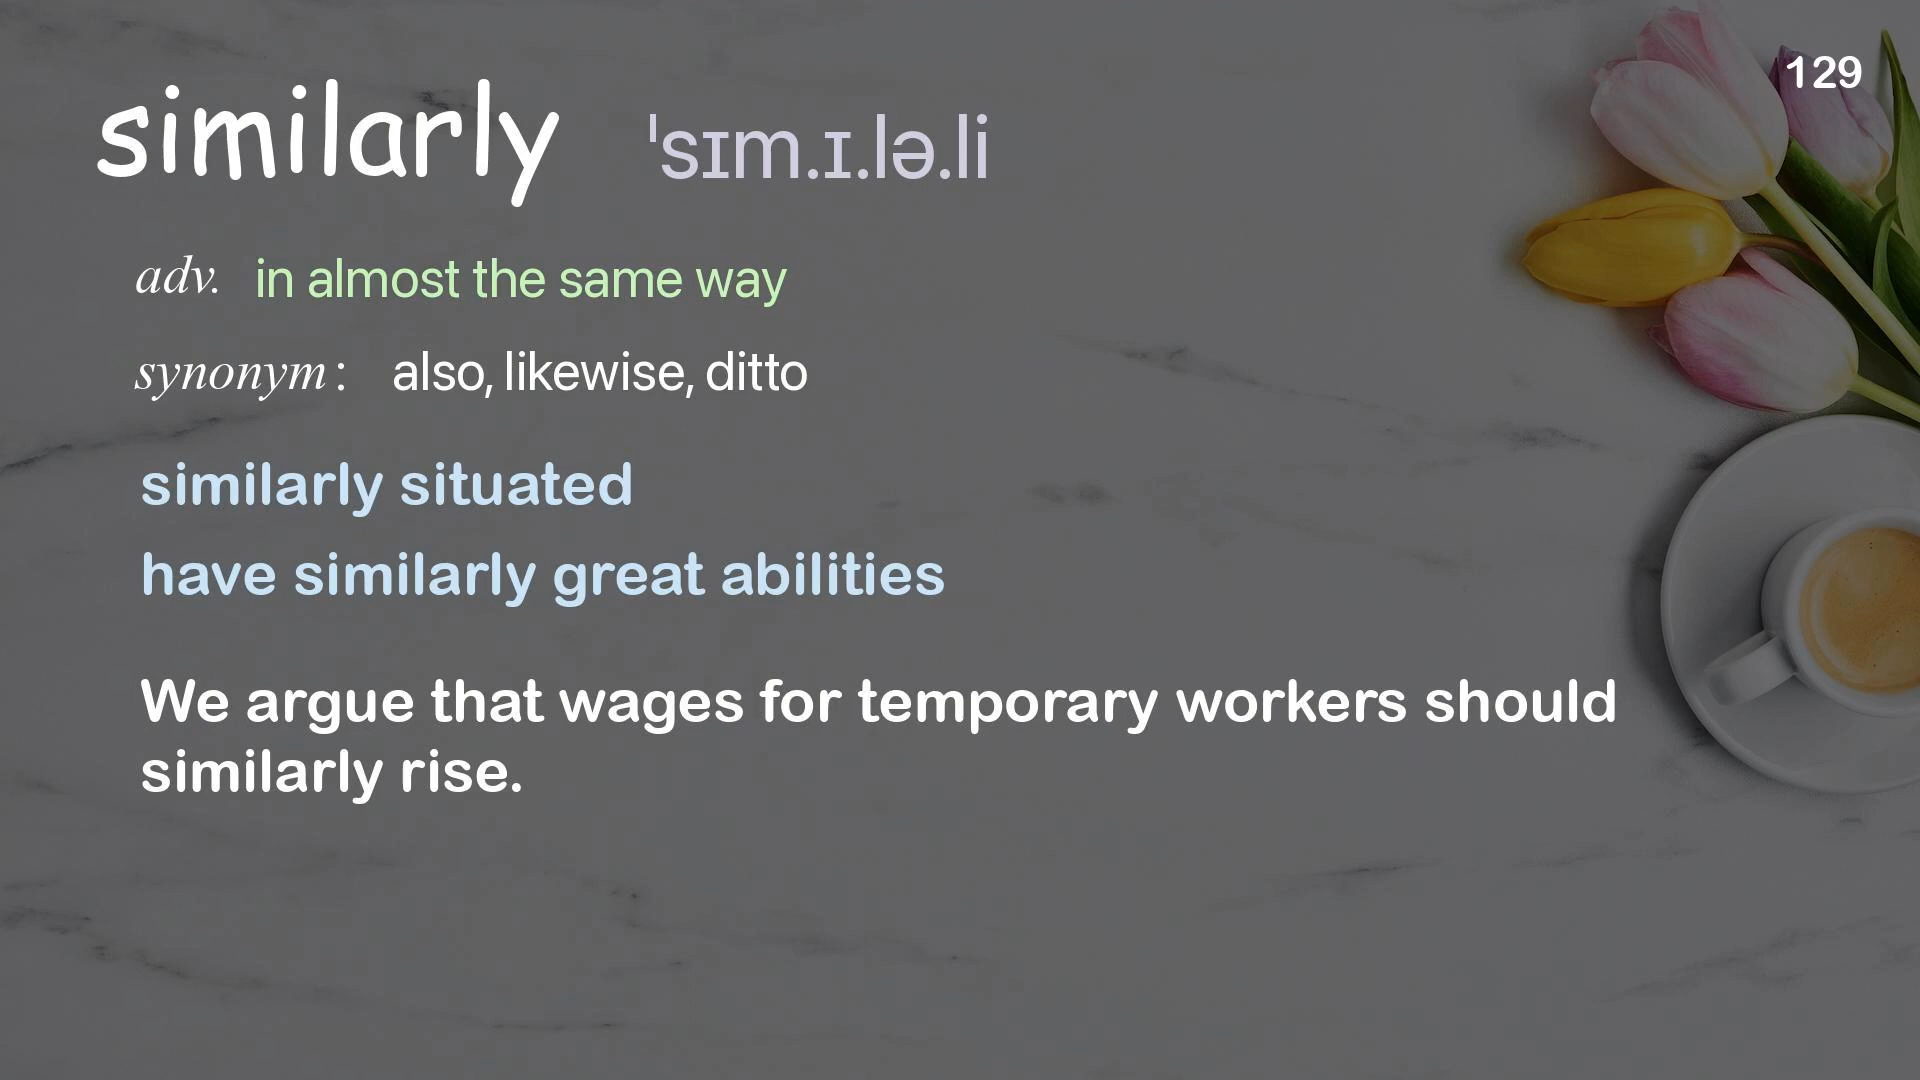 129
similarly ˈsɪm.ɪ.lə.li
adv. in almost the same way
synonym : also, likewise, ditto
similarly situated
have similarly great abilities
We argue that wages for temporary workers should
similarly rise.